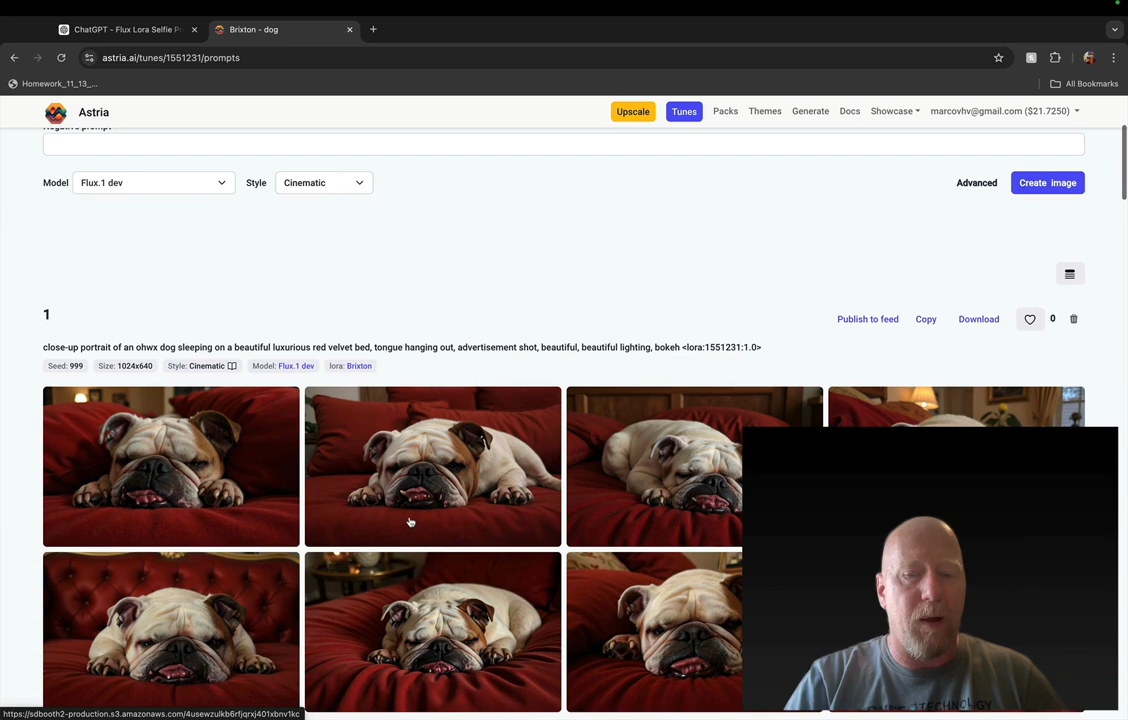 ChatGPT - Flux Lora Selfie P
Brixton - dog
astria.ai/tunes/1551231/prompts
Homework_11_13_...
All Bookmarks
Astria
Upscale
Tunes
Packs
Themes
Generate
Docs
Showcase
marcovhv@gmail.com ($21.7250)
Negative prompt
Model
Flux.1 dev
Style
Cinematic
Advanced
Create image
1
Publish to feed
Copy
Download
0
close-up portrait of an ohwx dog sleeping on a beautiful luxurious red velvet bed, tongue hanging out, advertisement shot, beautiful, beautiful lighting, bokeh <lora:1551231:1.0>
Seed: 999
Size: 1024x640
Style: Cinematic
Model: Flux.1 dev
lora: Brixton
https://sdbooth2-production.s3.amazonaws.com/4usewzulkb6rfjqrxj401xbnv1kc